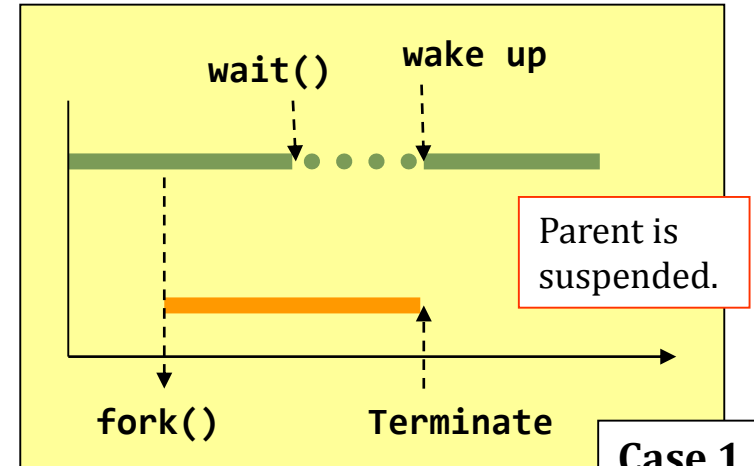 wait()
wake up
Parent is
suspended.
fork()
Terminate
Case 1